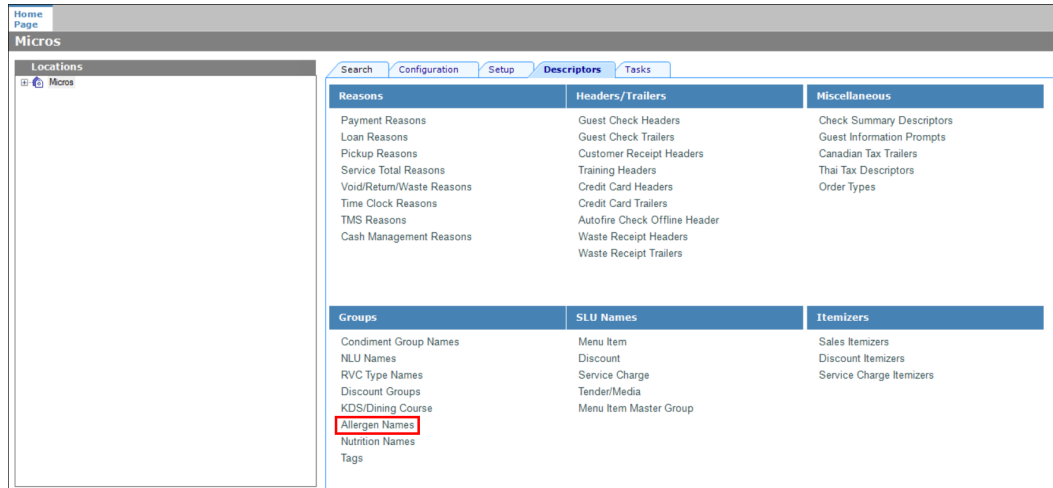 Home
Page
Micros
Locations
Micros
Search Configuration Setup Descriptors Tasks
Reasons
Payment Reasons
Loan Reasons
Pickup Reasons
Service Total Reasons
Void/Return/Waste Reasons
Time Clock Reasons
TMS Reasons
Cash Management Reasons
Headers/Trailers
Guest Check Headers
Guest Check Trailers
Customer Receipt Headers
Training Headers
Credit Card Headers
Credit Card Trailers
Autofire Check Offline Header
Waste Receipt Headers
Waste Receipt Trailers
Miscellaneous
Check Summary Descriptors
Guest Information Prompts
Canadian Tax Trailers
Thai Tax Descriptors
Order Types
Groups
Condiment Group Names
NLU Names
RVC Type Names
Discount Groups
KDS/Dining Course
Allergen Names
Nutrition Names
Tags
SLU Names
Menu Item
Discount
Service Charge
Tender/Media
Menu Item Master Group
Itemizers
Sales Itemizers
Discount Itemizers
Service Charge Itemizers